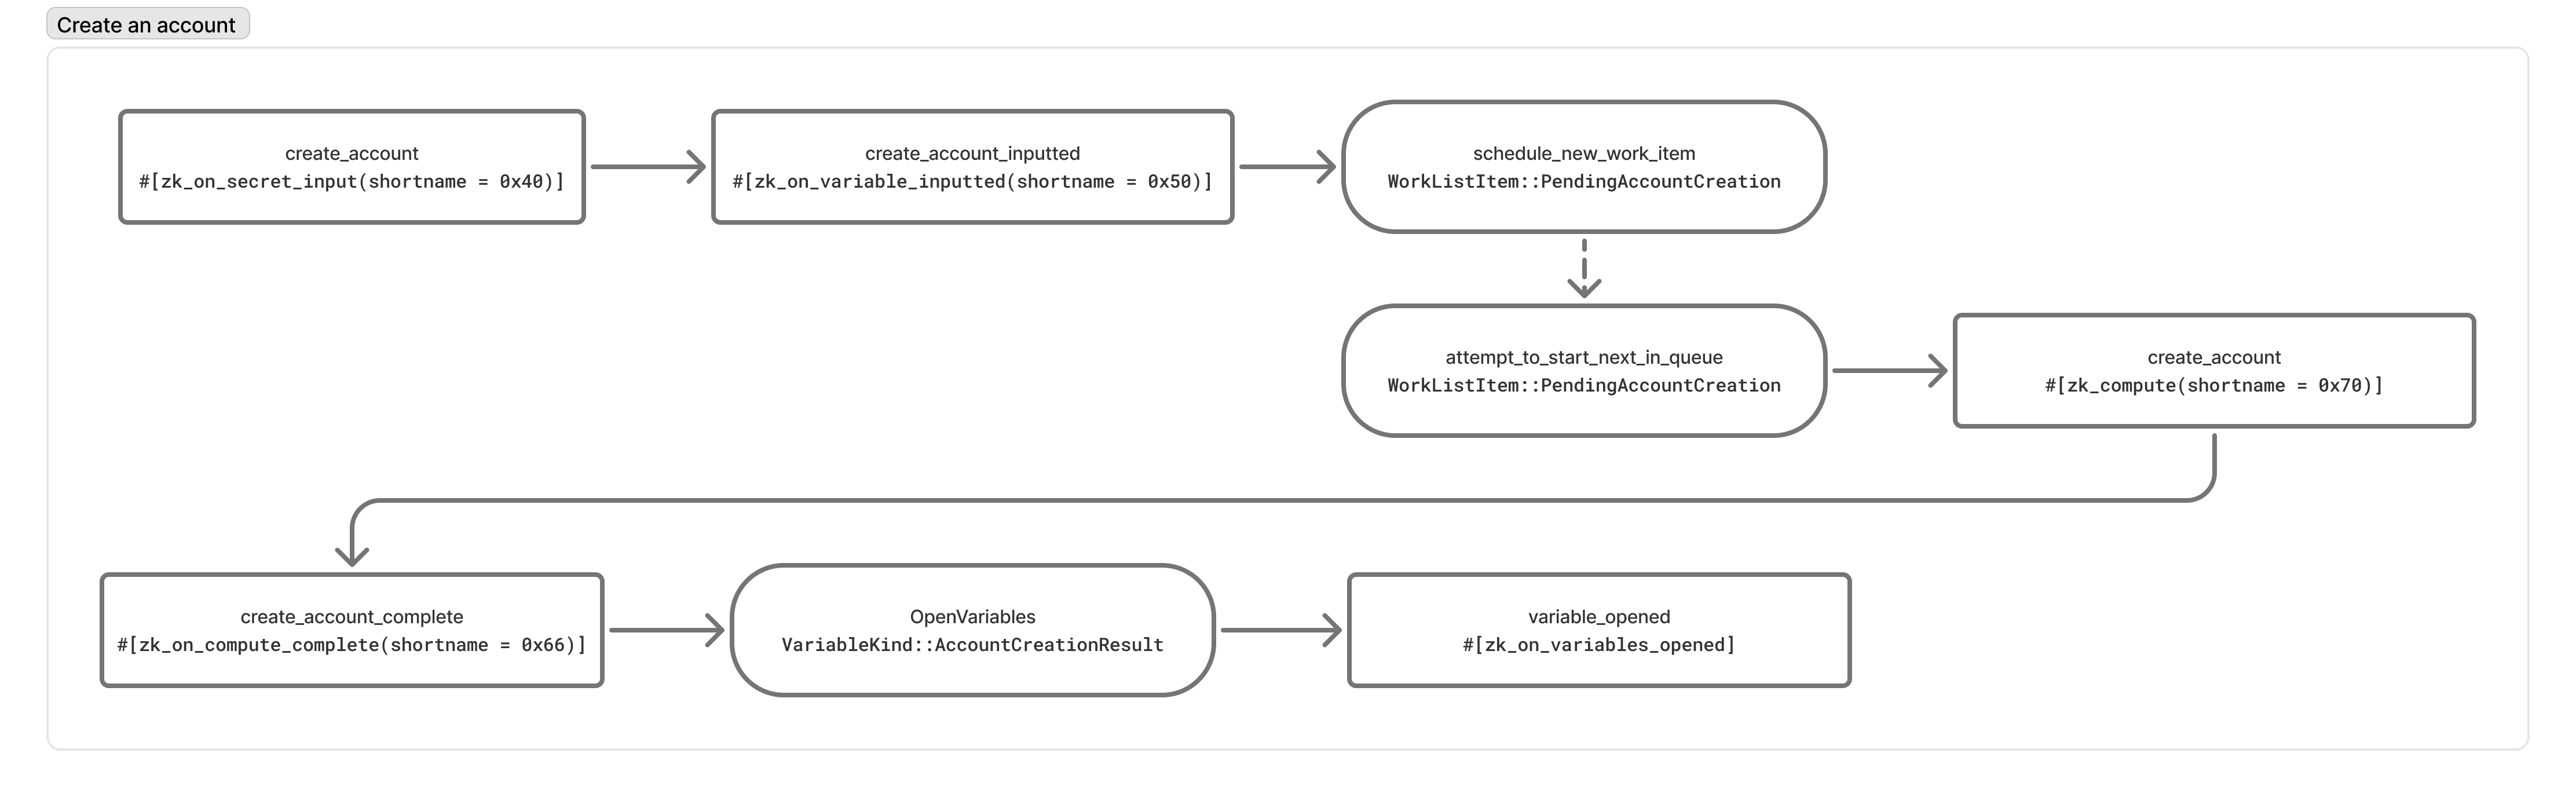 Create an account
create_account
#[zk_on_secret_input(shortname = 0x40)]
create_account_inputted
#[zk_on_variable_inputted(shortname = 0x50)]
schedule_new_work_item
WorkListItem::PendingAccountCreation
attempt_to_start_next_in_queue
WorkListItem::PendingAccountCreation
create_account
#[zk_compute(shortname = 0x70)]
create_account_complete
#[zk_on_compute_complete(shortname = 0x66)]
OpenVariables
VariableKind::AccountCreationResult
variable_opened
#[zk_on_variables_opened]